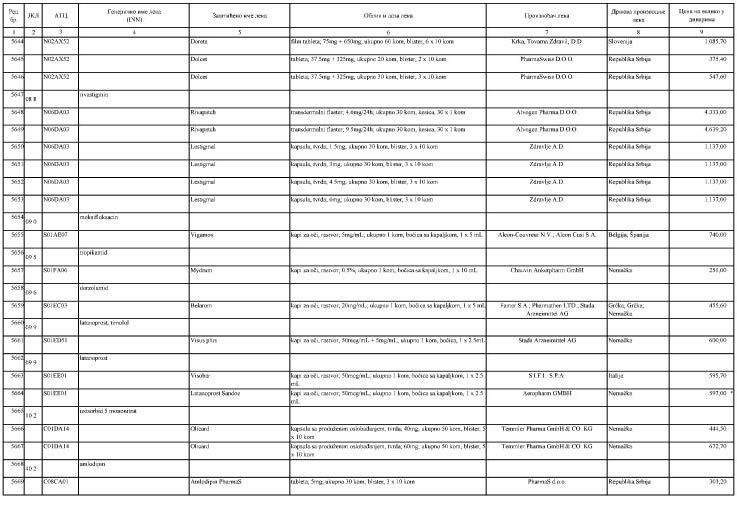 Ред. бр. ЈКЛ АТЦ Генеричко име лека (INN) Заштићено име лека Облик и доза лека Произвођач лека Држава производње лека Цена на велико у динарима
1 2 3 4 5 6 7 8 9
5644 N02AX52 Doreta film tableta; 75mg + 650mg; ukupno 60 kom, blister, 6 x 10 kom Krka, Tovarna Zdravil, D.D. Slovenija 1.085,70
5645 N02AX52 Dolcet tableta; 37.5mg + 325mg; ukupno 20 kom, blister, 2 x 10 kom PharmaSwiss D.O.O. Republika Srbija 375,40
5646 N02AX52 Dolcet tableta; 37.5mg + 325mg; ukupno 30 kom, blister, 3 x 10 kom PharmaSwiss D.O.O. Republika Srbija 547,60
5647 08 8 rivastigmin
5648 N06DA03 Rivapatch transdermalni flaster; 4.6mg/24h; ukupno 30 kom, kesica, 30 x 1 kom Alvogen Pharma D.O.O. Republika Srbija 4.333,00
5649 N06DA03 Rivapatch transdermalni flaster; 9.5mg/24h; ukupno 30 kom, kesica, 30 x 1 kom Alvogen Pharma D.O.O. Republika Srbija 4.639,20
5650 N06DA03 Lestigmal kapsula, tvrda; 1.5mg; ukupno 30 kom, blister, 3 x 10 kom Zdravlje A.D. Republika Srbija 1.137,00
5651 N06DA03 Lestigmal kapsula, tvrda; 3mg; ukupno 30 kom, blister, 3 x 10 kom Zdravlje A.D. Republika Srbija 1.137,00
5652 N06DA03 Lestigmal kapsula, tvrda; 4.5mg; ukupno 30 kom, blister, 3 x 10 kom Zdravlje A.D. Republika Srbija 1.137,00
5653 N06DA03 Lestigmal kapsula, tvrda; 6mg; ukupno 30 kom, blister, 3 x 10 kom Zdravlje A.D. Republika Srbija 1.137,00
5654 09 0 moksifloksacin
5655 S01AE07 Vigamox kapi za oči, rastvor; 5mg/mL; ukupno 1 kom, bočica sa kapaljkom, 1 x 5 mL Alcon-Couvreur N.V.; Alcon Cusi S.A. Belgija; Španija 740,00
5656 09 5 tropikamid
5657 S01FA06 Mydrum kapi za oči, rastvor; 0.5%; ukupno 1 kom, bočica sa kapaljkom, 1 x 10 mL Chauvin Ankerpharm GmbH Nemačka 251,00
5658 09 6 dorzolamid
5659 S01EC03 Belarom kapi za oči, rastvor; 20mg/mL; ukupno 1 kom, bočica sa kapaljkom, 1 x 5 mL Famar S.A.; Pharmathen LTD.; Stada Grčka; Grčka; 455,60
Arzneimittel AG Nemačka
5660 09 9 latanoprost, timolol
5661 S01ED51 Visus plus kapi za oči, rastvor; 50mcg/mL + 5mg/mL; ukupno 1 kom, bočica, 1 x 2.5mL Stada Arzneimittel AG Nemačka 600,00
5662 09 9 latanoprost
5663 S01EE01 Visober kapi za oči, rastvor; 50mcg/mL; ukupno 1 kom, bočica sa kapaljkom, 1 x 2.5 S.I.F.I. S.P.A. Italija 595,70
mL
5664 S01EE01 Latanoprost Sandoz kapi za oči, rastvor; 50mcg/mL; ukupno 1 kom, bočica sa kapaljkom, 1 x 2.5 Aeropharm GMBH Nemačka 597,00 *
mL
5665 10 2 izosorbid 5 mononitrat
5666 C01DA14 Olicard kapsula sa produženim oslobađanjem, tvrda; 40mg; ukupno 50 kom, blister, 5 Temmler Pharma GmbH & CO. KG Nemačka 444,50
x 10 kom
5667 C01DA14 Olicard kapsula sa produženim oslobađanjem, tvrda; 60mg; ukupno 50 kom, blister, 5 Temmler Pharma GmbH & CO. KG Nemačka 672,70
x 10 kom
5668 10 2 amlodipin
5669 C08CA01 Amlodipin PharmaS tableta; 5mg; ukupno 30 kom, blister, 3 x 10 kom PharmaS d.o.o. Republika Srbija 303,20